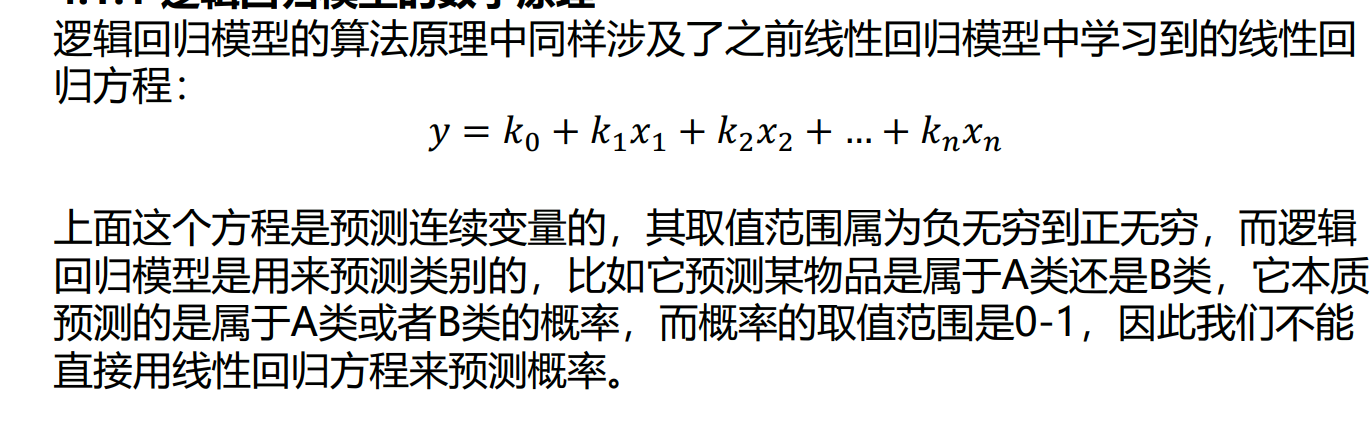 逻辑回归模型的算法原理中同样涉及了之前线性回归模型中学习到的线性回
归方程：
y = k₀ + k₁x₁ + k₂x₂ + … + kₙxₙ
上面这个方程是预测连续变量的，其取值范围属为负无穷到正无穷，而逻辑
回归模型是用来预测类别的，比如它预测某物品是属于A类还是B类，它本质
预测的是属于A类或者B类的概率，而概率的取值范围是0-1，因此我们不能
直接用线性回归方程来预测概率。